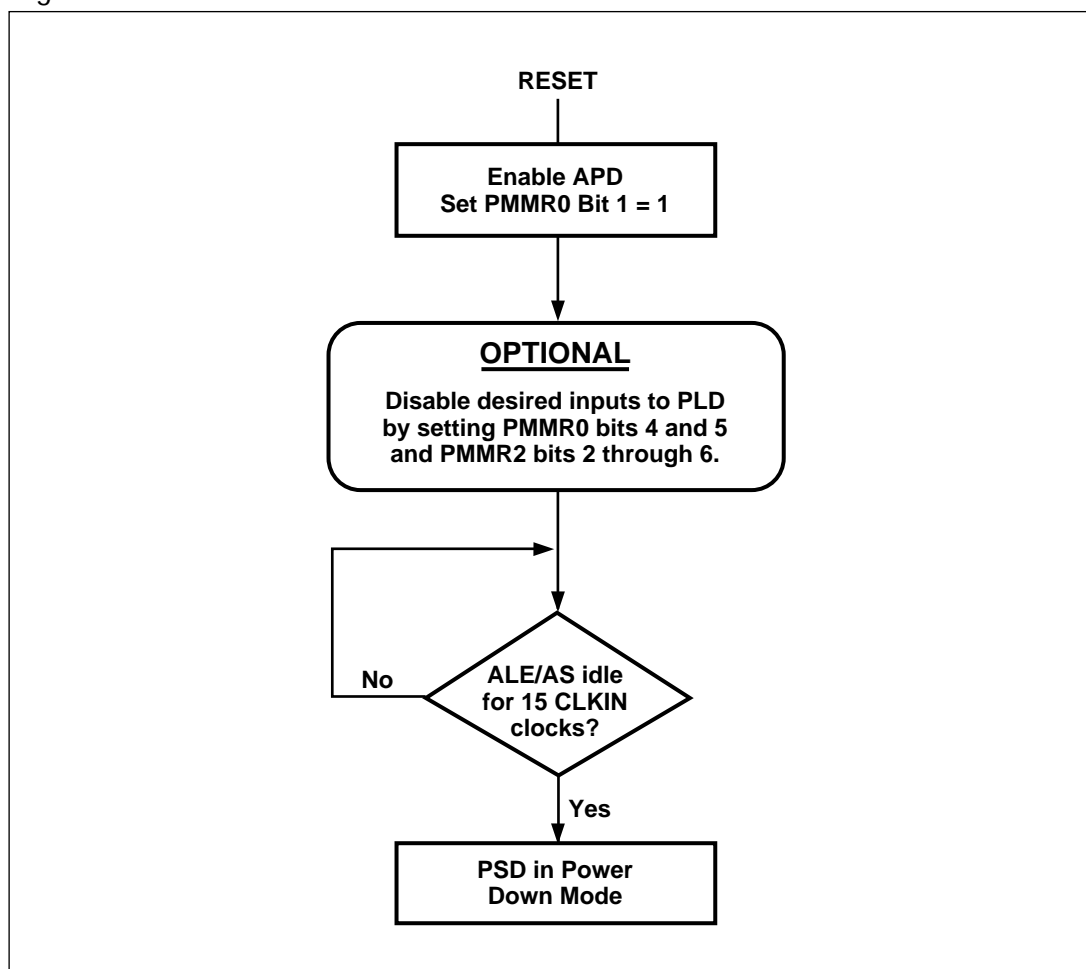 RESET
Enable APD
Set PMMR0 Bit 1 = 1
OPTIONAL
Disable desired inputs to PLD
by setting PMMR0 bits 4 and 5
and PMMR2 bits 2 through 6.
No
ALE/AS idle
for 15 CLKIN
clocks?
Yes
PSD in Power
Down Mode